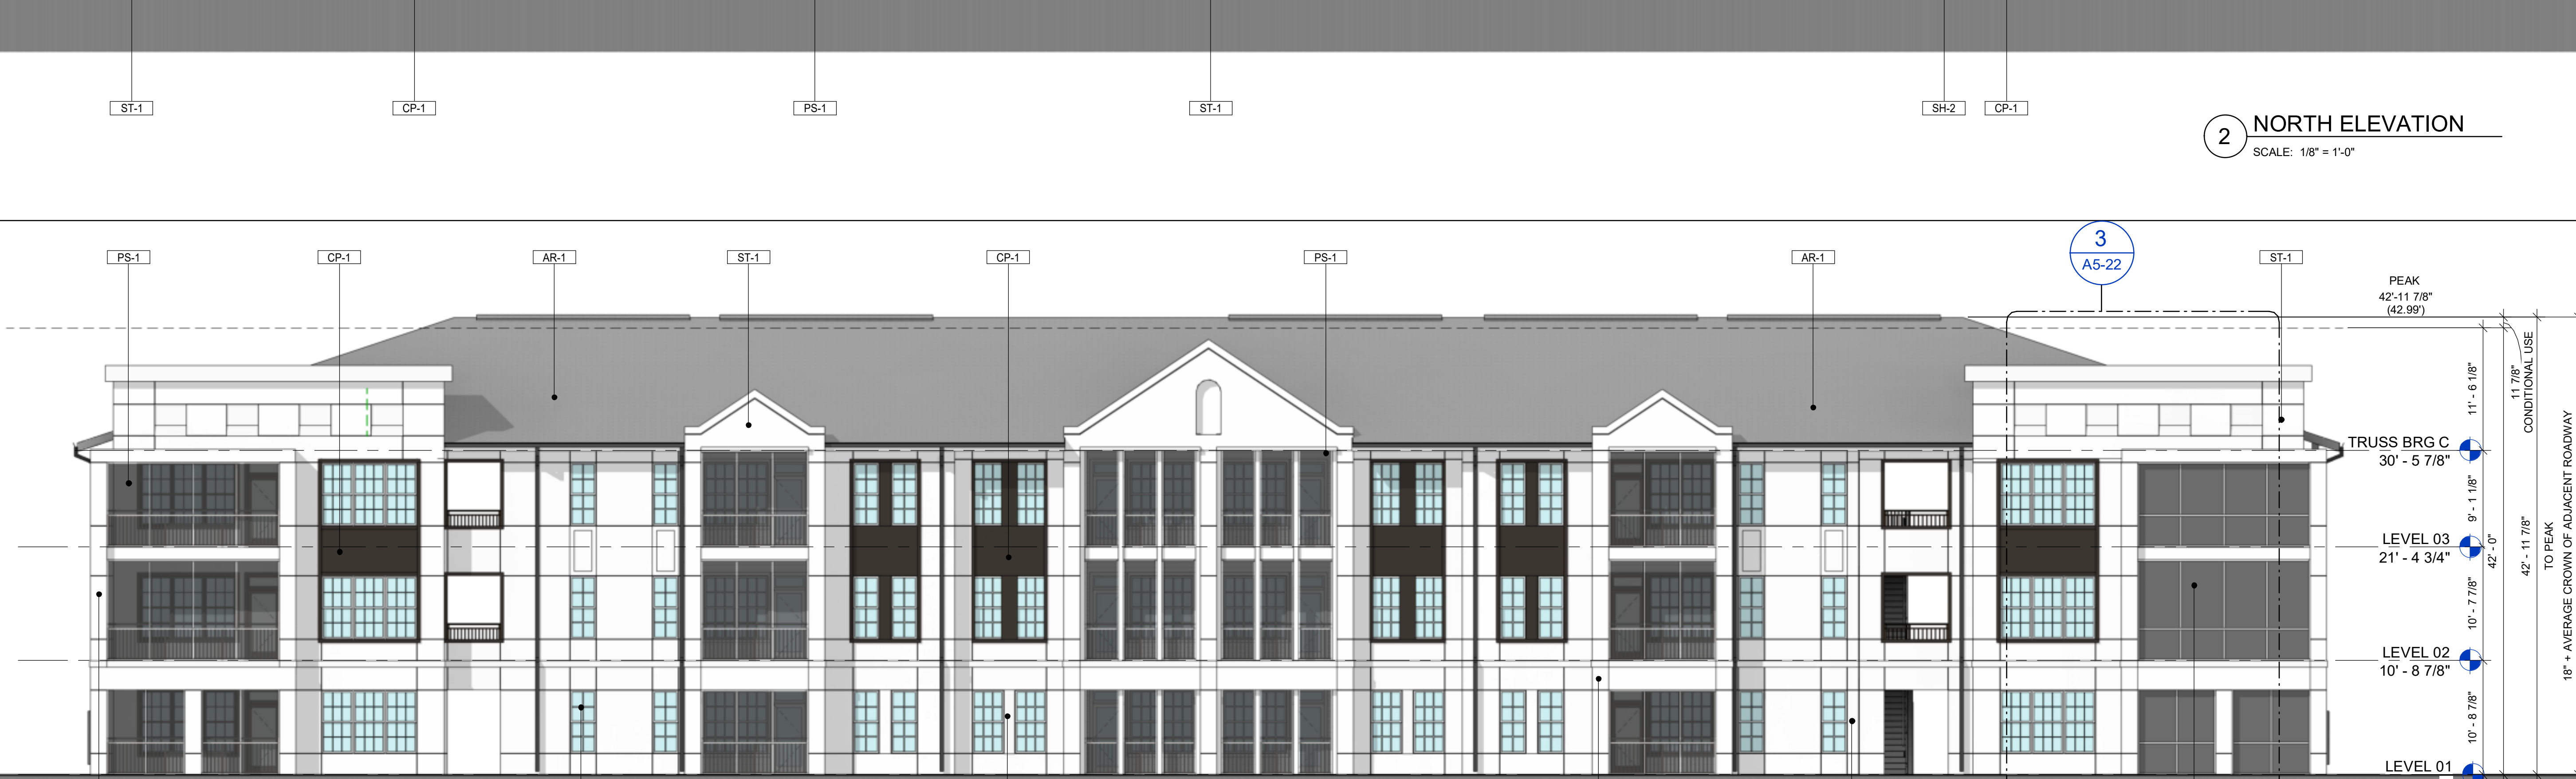 ST-1
CP-1
PS-1
ST-1
SH-2
CP-1
2
NORTH ELEVATION
SCALE: 1/8" = 1'-0"
PS-1
CP-1
AR-1
ST-1
CP-1
PS-1
AR-1
3
A5-22
ST-1
PEAK
42'-11 7/8"
(42.99')
11' - 6 1/8"
11 7/8"
CONDITIONAL USE
TRUSS BRG C
30' - 5 7/8"
9' - 1 1/8"
LEVEL 03
21' - 4 3/4"
42' - 0"
42' - 11 7/8"
TO PEAK
18" + AVERAGE CROWN OF ADJACENT ROADWAY
10' - 7 7/8"
LEVEL 02
10' - 8 7/8"
10' - 8 7/8"
LEVEL 01